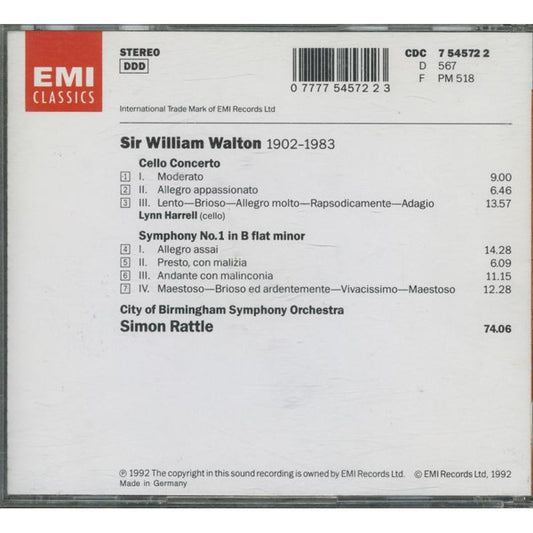 EMI
CLASSICS
STEREO
DDD
CDC 7 54572 2
D 567
F PM 518
0 7777 54572 2 3
International Trade Mark of EMI Records Ltd
Sir William Walton 1902–1983
Cello Concerto
1 I. Moderato 9.00
2 II. Allegro appassionato 6.46
3 III. Lento—Brioso—Allegro molto—Rapsodicamente—Adagio 13.57
Lynn Harrell (cello)
Symphony No.1 in B flat minor
4 I. Allegro assai 14.28
5 II. Presto, con malizia 6.09
6 III. Andante con malinconia 11.15
7 IV. Maestoso—Brioso ed ardentemente—Vivacissimo—Maestoso 12.28
City of Birmingham Symphony Orchestra
Simon Rattle 74.06
℗ 1992 The copyright in this sound recording is owned by EMI Records Ltd. © EMI Records Ltd, 1992
Made in Germany